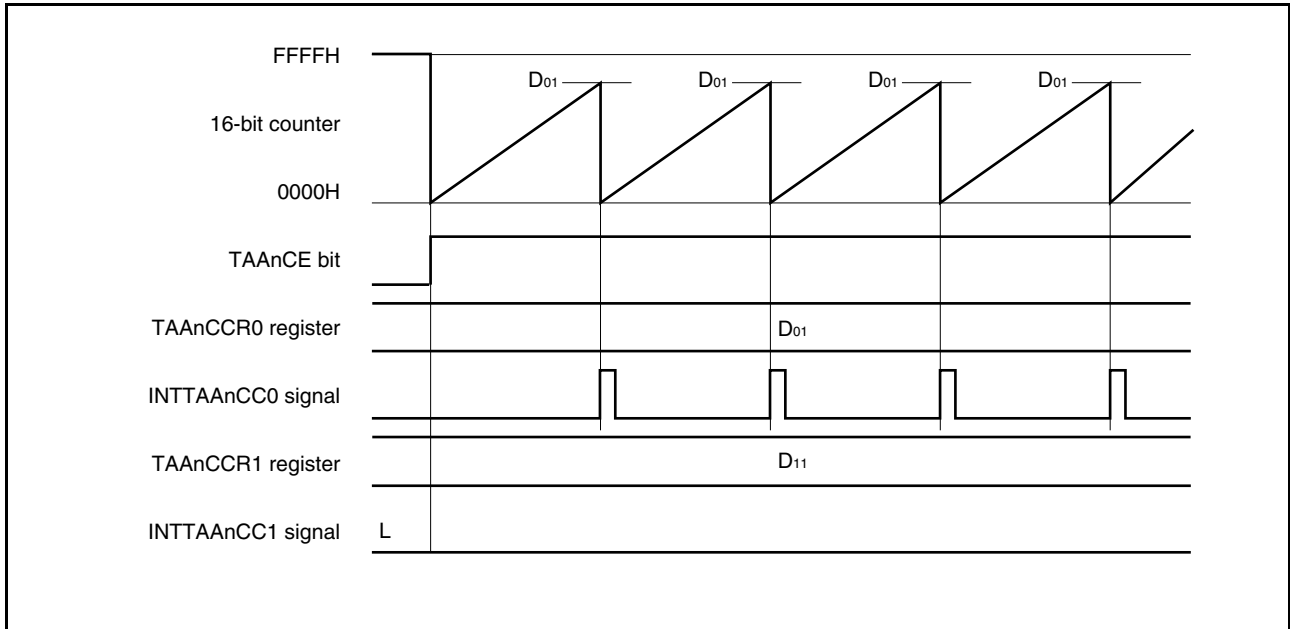 FFFFH
D01 D01 D01 D01
16-bit counter
0000H
TAAnCE bit
TAAnCCR0 register
D01
INTTAAnCC0 signal
TAAnCCR1 register
D11
INTTAAnCC1 signal
L